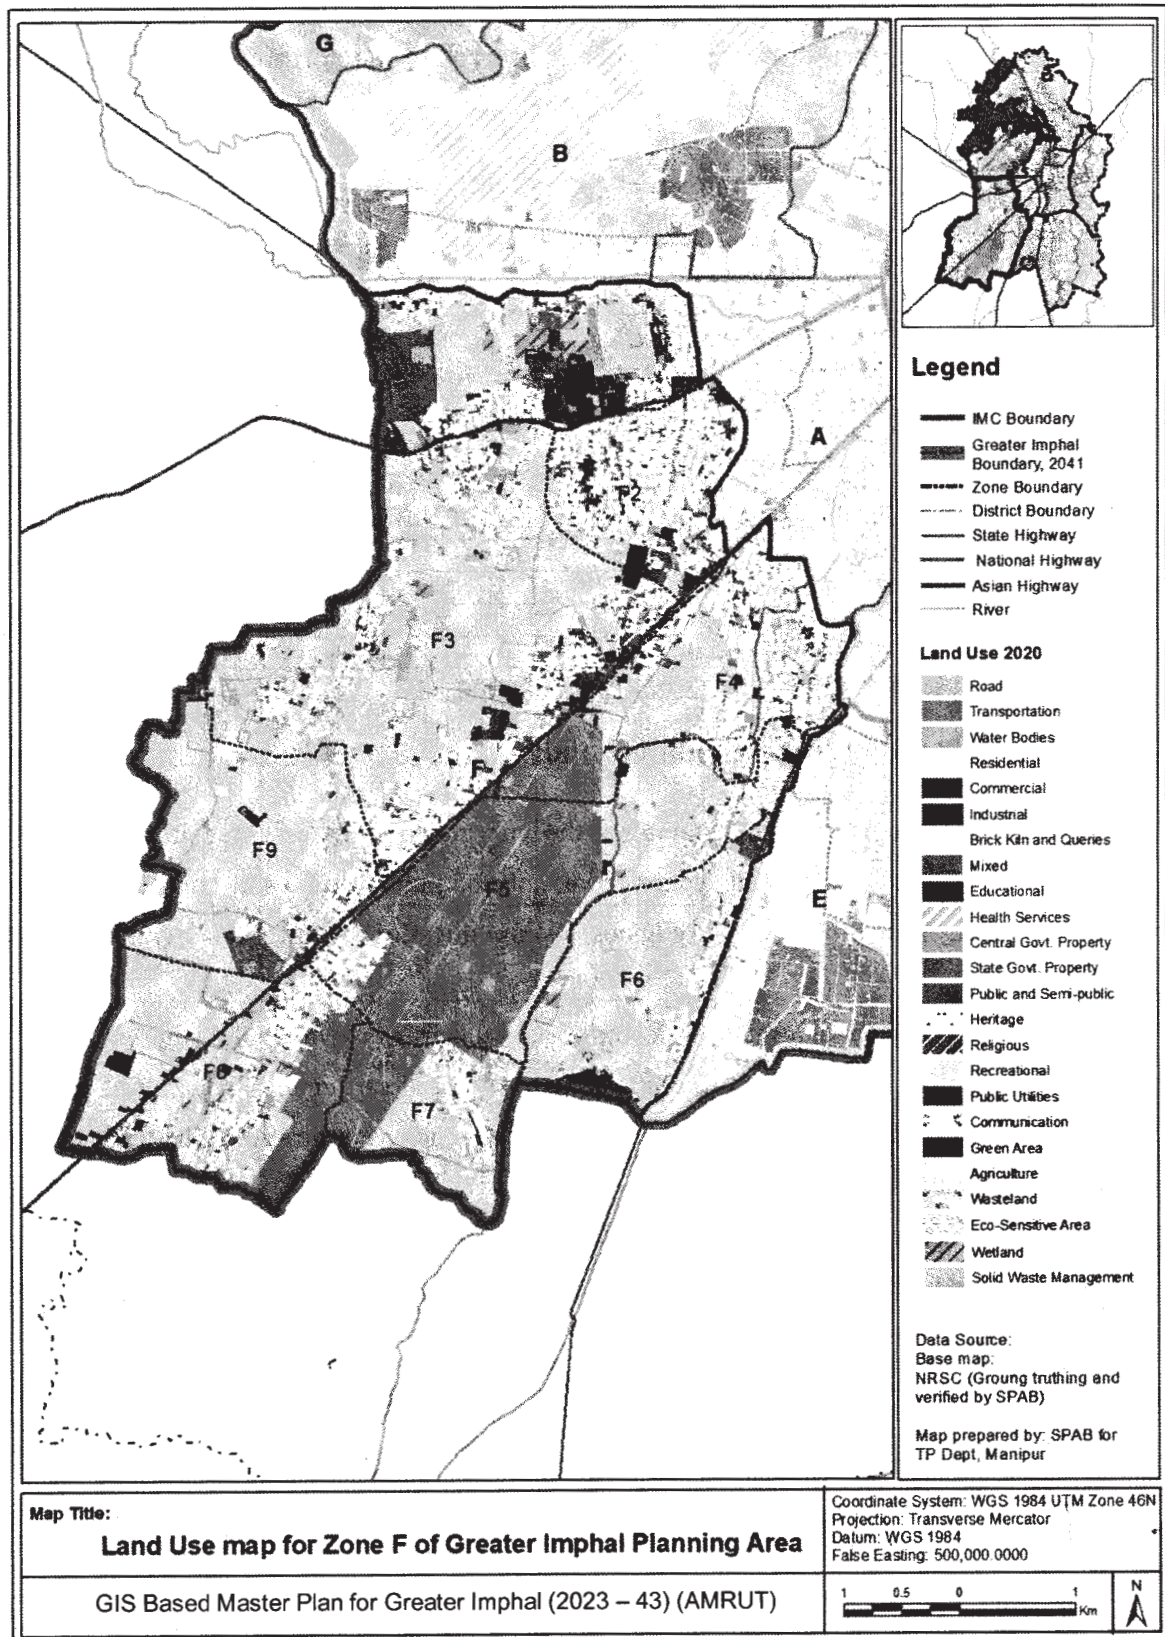 G
B
A
F2
F3
F4
F
F9
F5
E
F6
F8
F7
Legend
IMC Boundary
Greater Imphal
Boundary, 2041
Zone Boundary
District Boundary
State Highway
National Highway
Asian Highway
River
Land Use 2020
Road
Transportation
Water Bodies
Residential
Commercial
Industrial
Brick Kiln and Queries
Mixed
Educational
Health Services
Central Govt. Property
State Govt. Property
Public and Semi-public
Heritage
Religious
Recreational
Public Utilities
Communication
Green Area
Agriculture
Wasteland
Eco-Sensitive Area
Wetland
Solid Waste Management
Data Source:
Base map:
NRSC (Groung truthing and
verified by SPAB)
Map prepared by: SPAB for
TP Dept, Manipur
Map Title:
Land Use map for Zone F of Greater Imphal Planning Area
GIS Based Master Plan for Greater Imphal (2023 – 43) (AMRUT)
Coordinate System: WGS 1984 UTM Zone 46N
Projection: Transverse Mercator
Datum: WGS 1984
False Easting: 500,000.0000
1 0.5 0 1
Km
N